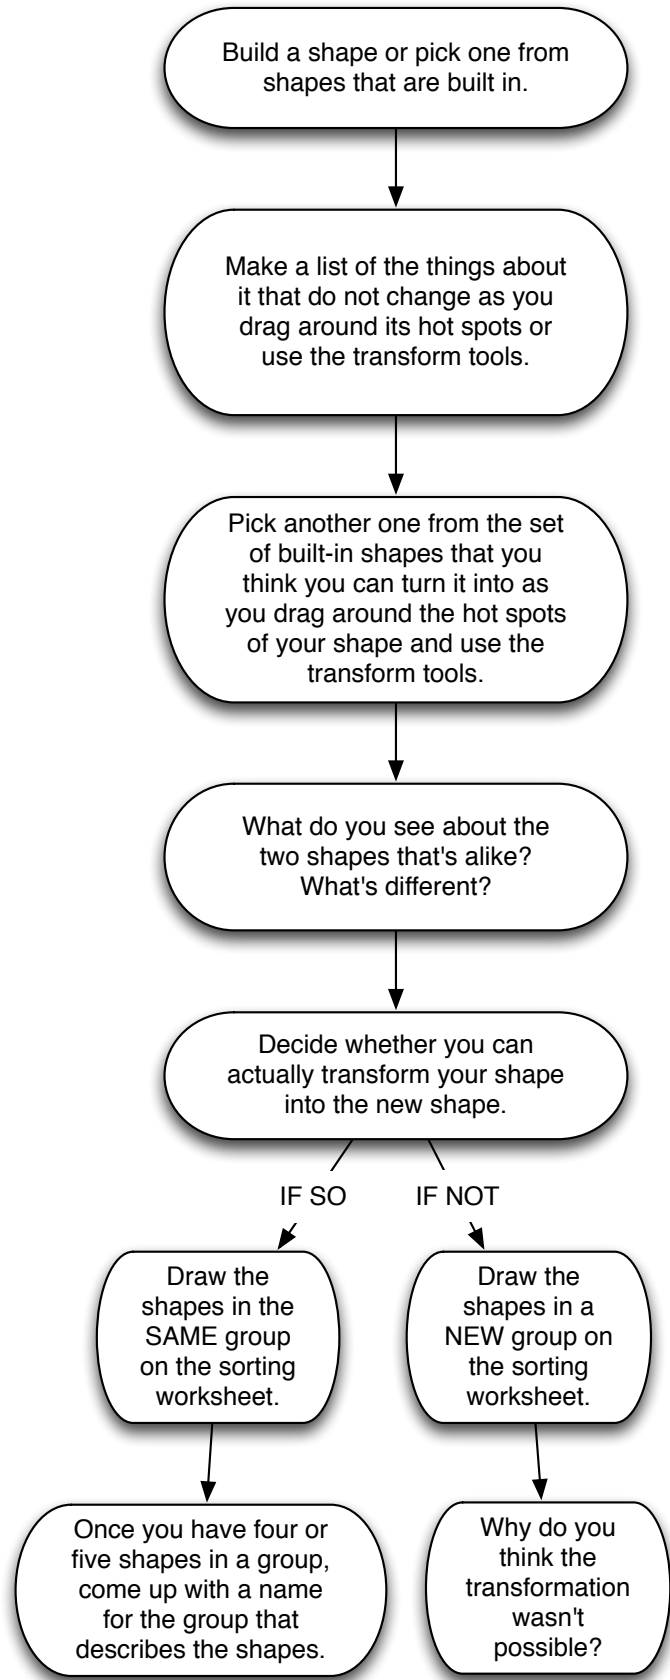 Build a shape or pick one from
shapes that are built in.
Make a list of the things about
it that do not change as you
drag around its hot spots or
use the transform tools.
Pick another one from the set
of built-in shapes that you
think you can turn it into as
you drag around the hot spots
of your shape and use the
transform tools.
What do you see about the
two shapes that's alike?
What's different?
Decide whether you can
actually transform your shape
into the new shape.
IF SO
IF NOT
Draw the
shapes in the
SAME group
on the sorting
worksheet.
Draw the
shapes in a
NEW group on
the sorting
worksheet.
Once you have four or
five shapes in a group,
come up with a name
for the group that
describes the shapes.
Why do you
think the
transformation
wasn't
possible?